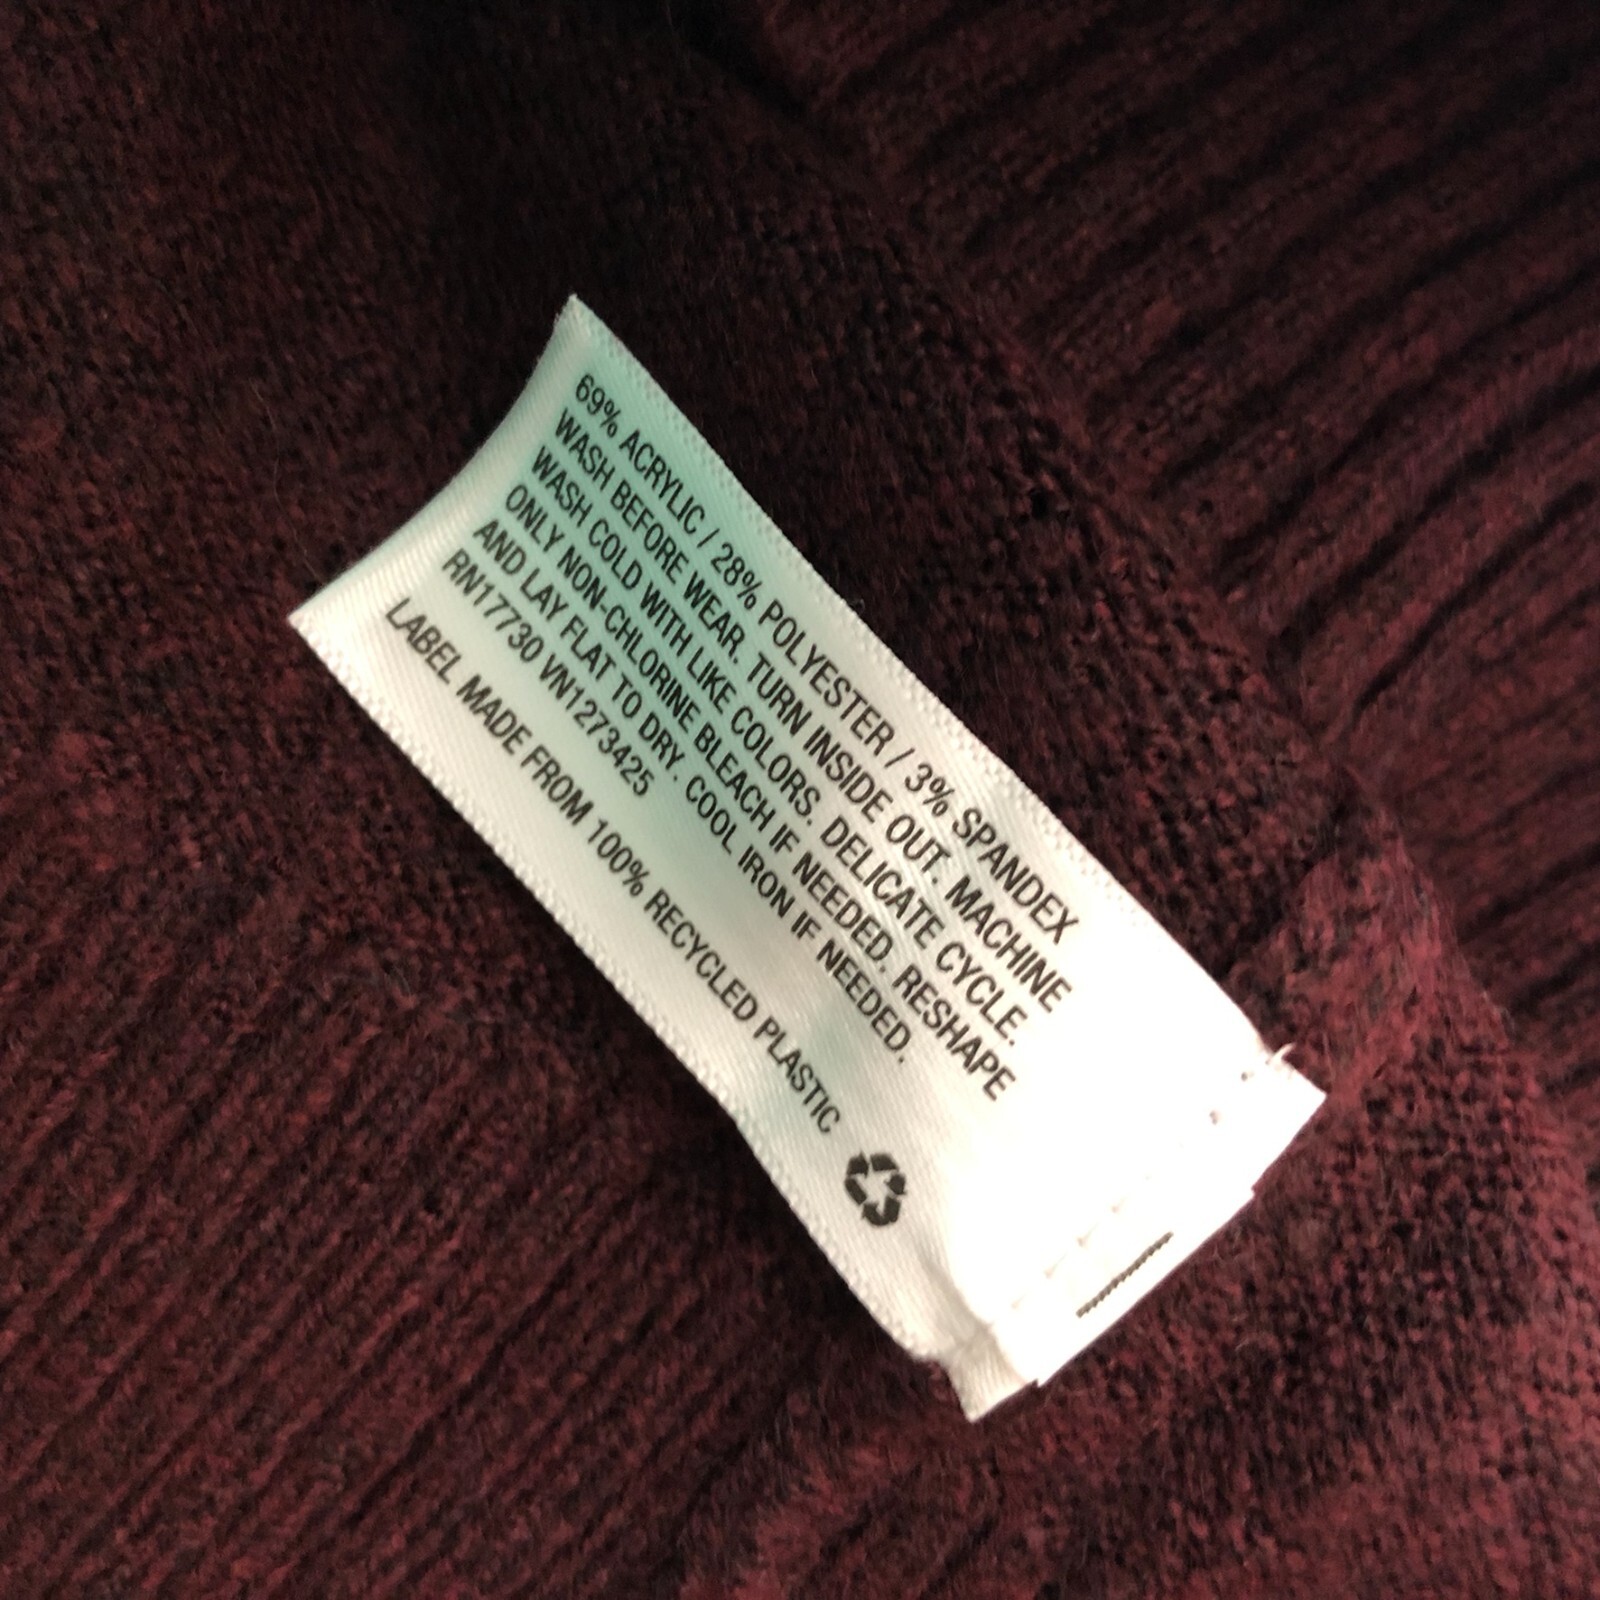 69% ACRYLIC / 28% POLYESTER / 3% SPANDEX
WASH BEFORE WEAR. TURN INSIDE OUT. MACHINE
WASH COLD WITH LIKE COLORS. DELICATE CYCLE.
ONLY NON-CHLORINE BLEACH IF NEEDED. RESHAPE
AND LAY FLAT TO DRY. COOL IRON IF NEEDED.
RN17730 VN1273425
LABEL MADE FROM 100% RECYCLED PLASTIC